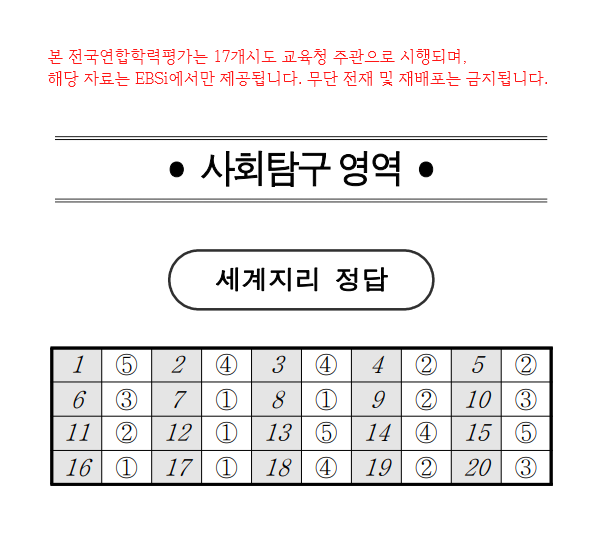 본 전국연합학력평가는 17개시도 교육청 주관으로 시행되며,
해당 자료는 EBSi에서만 제공됩니다. 무단 전재 및 재배포는 금지됩니다.
● 사회탐구 영역 ●
세계지리 정답
1 ⑤ 2 ④ 3 ④ 4 ② 5 ②
6 ③ 7 ① 8 ① 9 ② 10 ③
11 ② 12 ① 13 ⑤ 14 ④ 15 ⑤
16 ① 17 ① 18 ④ 19 ② 20 ③